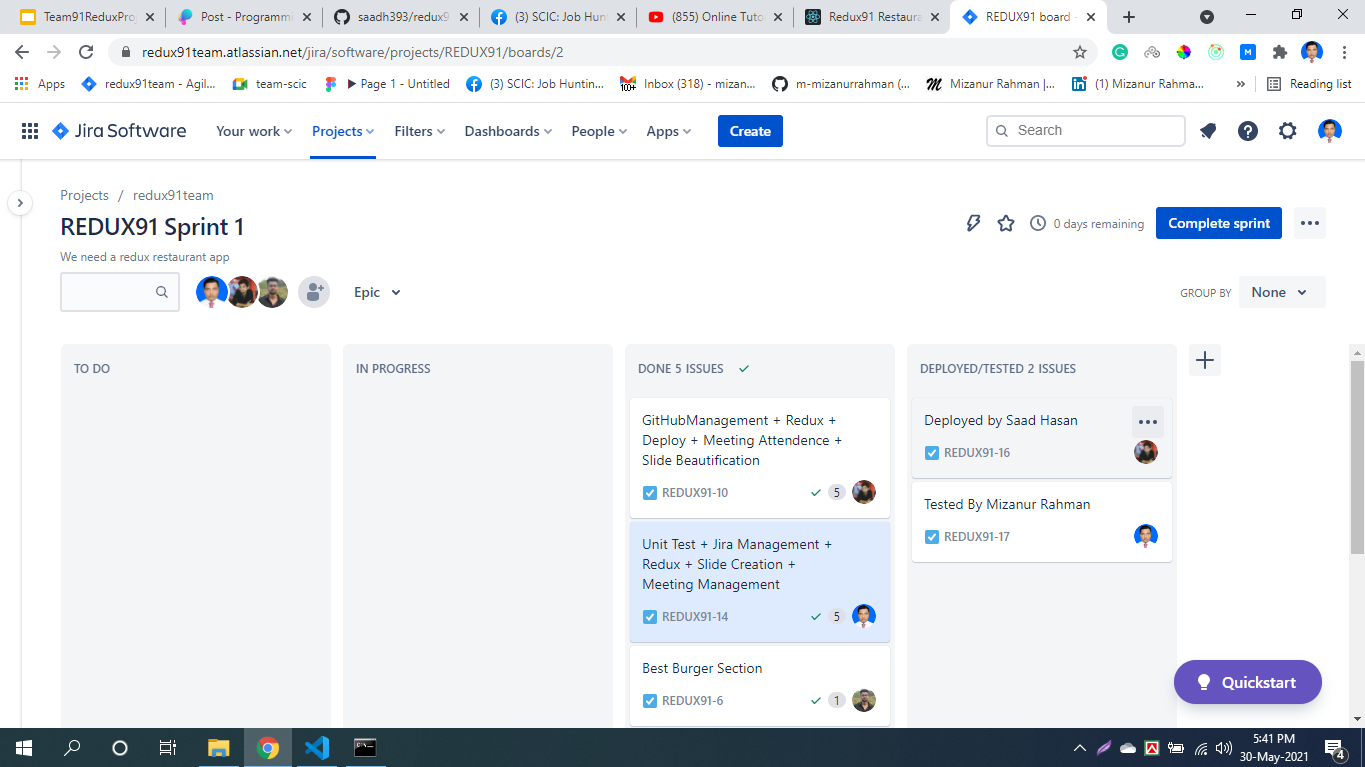 Team91ReduxPro
Post - Programmi
saadh393/redux9
(3) SCIC: Job Hunt
(855) Online Tuto
Redux91 Restaura
REDUX91 board -
redux91team.atlassian.net/jira/software/projects/REDUX91/boards/2
Apps
redux91team - Agil...
team-scic
▶ Page 1 - Untitled
(3) SCIC: Job Huntin...
100+
Inbox (318) - mizan...
m-mizanurrahman (...
Mizanur Rahman |...
(1) Mizanur Rahma...
»
Reading list
Jira Software
Your work
Projects
Filters
Dashboards
People
Apps
Create
Search
Projects / redux91team
REDUX91 Sprint 1
0 days remaining
Complete sprint
We need a redux restaurant app
Epic
GROUP BY
None
TO DO
IN PROGRESS
DONE 5 ISSUES
DEPLOYED/TESTED 2 ISSUES
GitHubManagement + Redux +
Deploy + Meeting Attendence +
Slide Beautification
REDUX91-10
5
Unit Test + Jira Management +
Redux + Slide Creation +
Meeting Management
REDUX91-14
5
Best Burger Section
REDUX91-6
1
Deployed by Saad Hasan
REDUX91-16
Tested By Mizanur Rahman
REDUX91-17
Quickstart
5:41 PM
30-May-2021
4